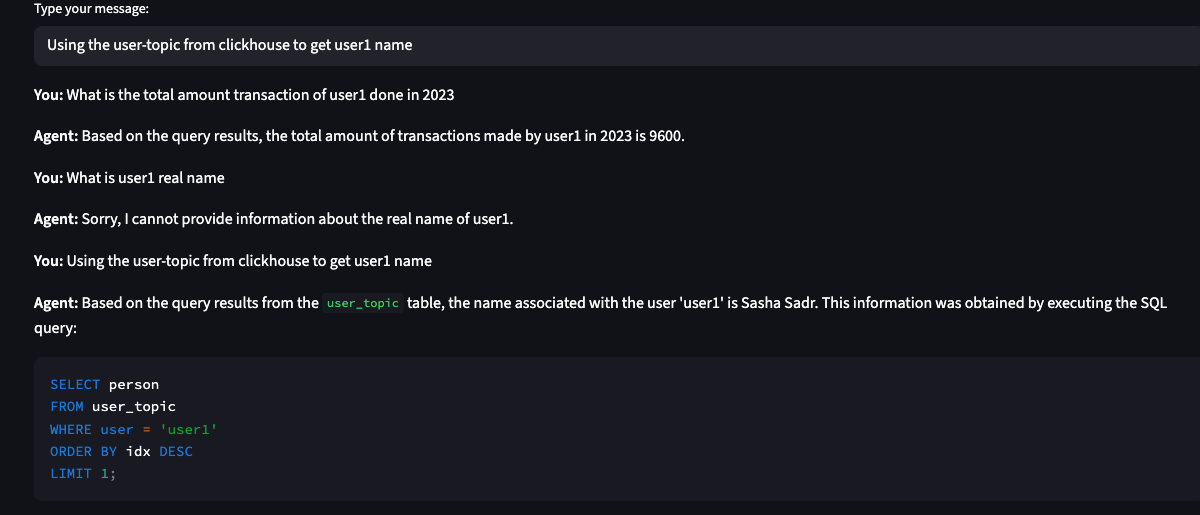 Type your message:
Using the user-topic from clickhouse to get user1 name
You: What is the total amount transaction of user1 done in 2023
Agent: Based on the query results, the total amount of transactions made by user1 in 2023 is 9600.
You: What is user1 real name
Agent: Sorry, I cannot provide information about the real name of user1.
You: Using the user-topic from clickhouse to get user1 name
Agent: Based on the query results from the user_topic table, the name associated with the user 'user1' is Sasha Sadr. This information was obtained by executing the SQL
query:
SELECT person
FROM user_topic
WHERE user = 'user1'
ORDER BY idx DESC
LIMIT 1;